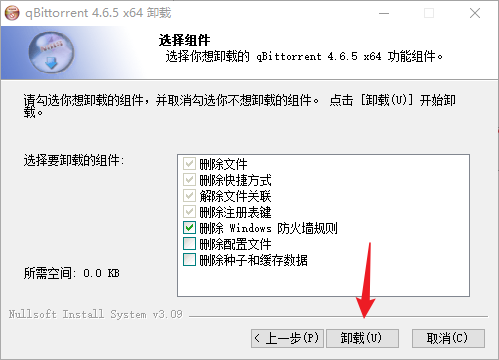 qBittorrent 4.6.5 x64 卸载
选择组件
选择你想卸载的 qBittorrent 4.6.5 x64 功能组件。
请勾选你想卸载的组件，并取消勾选你不想卸载的组件。 点击 [卸载(U)] 开始卸
载。
选择要卸载的组件:
删除文件
删除快捷方式
解除文件关联
删除注册表键
删除 Windows 防火墙规则
删除配置文件
删除种子和缓存数据
所需空间: 0.0 KB
Nullsoft Install System v3.09
< 上一步(P)
卸载(U)
取消(C)